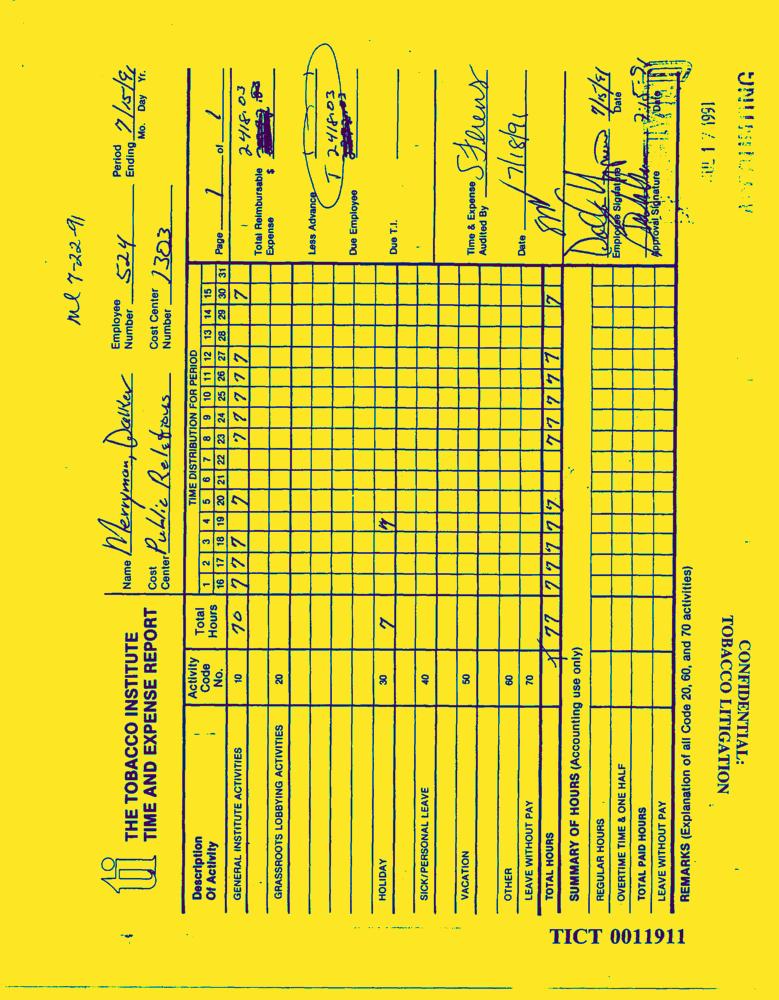 ML 7-22-91
THE TOBACCO INSTITUTE
TIME AND EXPENSE REPORT
Name Merryman, Walker
Employee Number 524
Period Ending 7/15/91
Mo. Day Yr.
Cost Center Public Relations
Cost Center Number 1303
Description Of Activity
Activity Code No.
Total Hours
TIME DISTRIBUTION FOR PERIOD
1 2 3 4 5 6 7 8 9 10 11 12 13 14 15
16 17 18 19 20 21 22 23 24 25 26 27 28 29 30 31
Page 1 of 1
GENERAL INSTITUTE ACTIVITIES 10 70 7 7 7 7 7 7 7 7 7 7
Total Reimbursable Expense $ 2418.03
GRASSROOTS LOBBYING ACTIVITIES 20
Less Advance
T 2418.03
Due Employee
HOLIDAY 30 7 7
Due T.I.
SICK/PERSONAL LEAVE 40
VACATION 50
Time & Expense Audited By
OTHER 60
Date 7/18/91
LEAVE WITHOUT PAY 70
TOTAL HOURS 77 7 7 7 7 7 7 7 7 7 7 7
SUMMARY OF HOURS (Accounting use only)
REGULAR HOURS
OVERTIME TIME & ONE HALF
TOTAL PAID HOURS
LEAVE WITHOUT PAY
7/15/91
Employee Signature Date
Approval Signature Date
REMARKS (Explanation of all Code 20, 60, and 70 activities)
17 1991
CONFIDENTIAL:
TOBACCO LITIGATION
TICT 0011911